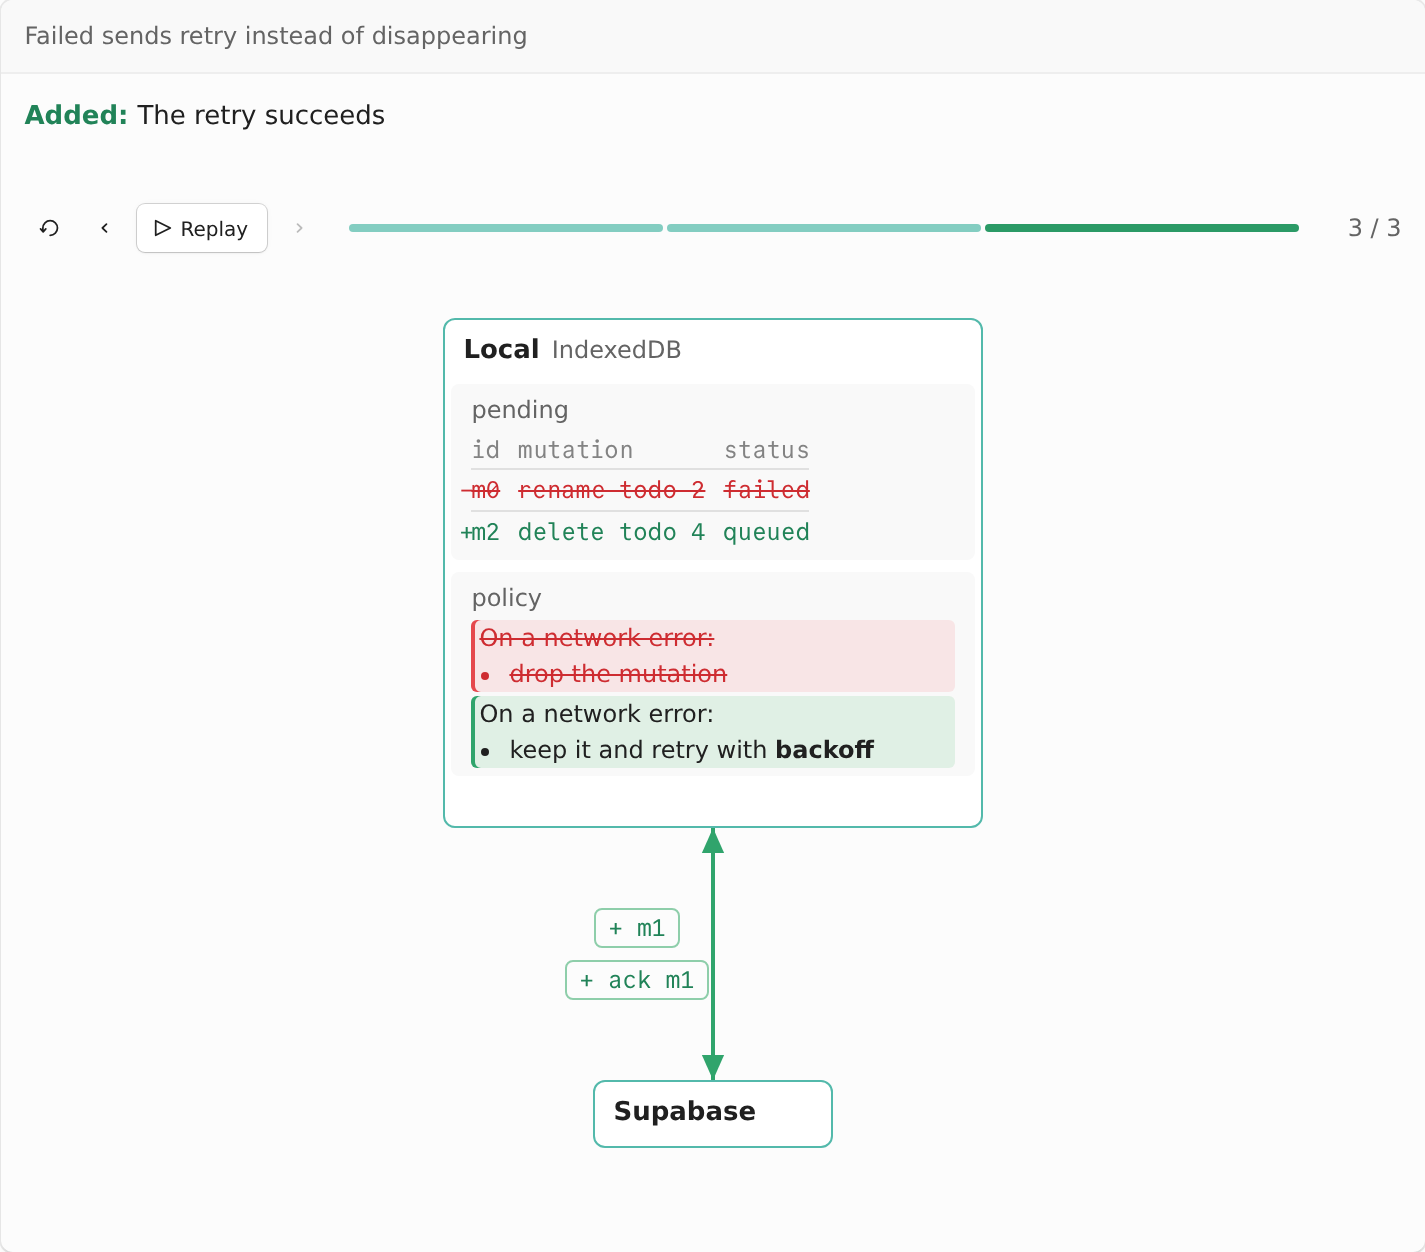 Failed sends retry instead of disappearing
Added: The retry succeeds
Replay
3 / 3
Local IndexedDB
pending
id mutation status
-m0 rename todo 2 failed
+m2 delete todo 4 queued
policy
On a network error:
• drop the mutation
On a network error:
• keep it and retry with backoff
+ m1
+ ack m1
Supabase